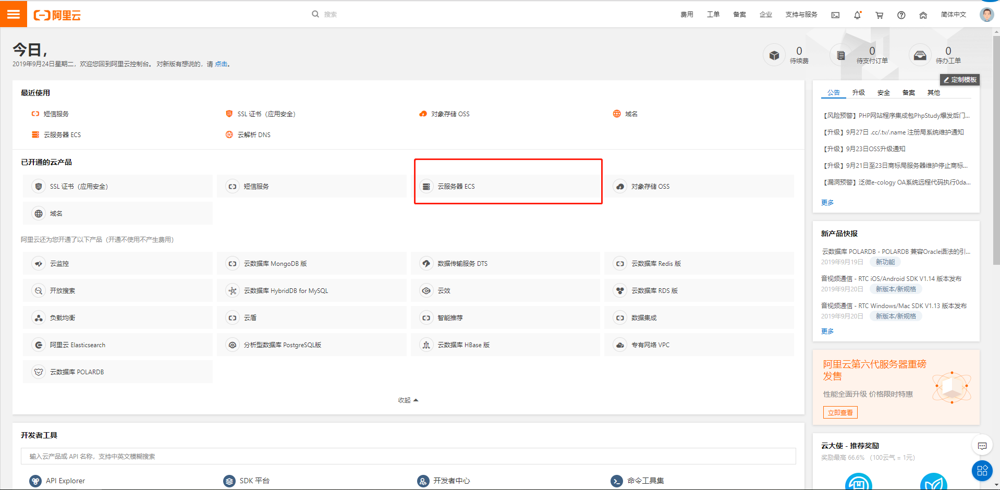 阿里云
搜索
费用
工单
备案
企业
支持与服务
简体中文
今日，
2019年9月24日星期二，欢迎您回到阿里云控制台。 对新版有想说的，请 点击。
0
待续费
0
待支付订单
0
待办工单
定制模板
最近使用
短信服务
SSL 证书（应用安全）
对象存储 OSS
域名
云服务器 ECS
云解析 DNS
已开通的云产品
SSL 证书（应用安全）
短信服务
云服务器 ECS
对象存储 OSS
域名
阿里云还为您开通了以下产品（开通不使用不产生费用）
云监控
云数据库 MongoDB 版
数据传输服务 DTS
云数据库 Redis 版
开放搜索
云数据库 HybridDB for MySQL
云效
云数据库 RDS 版
负载均衡
云盾
智能推荐
数据集成
阿里云 Elasticsearch
分析型数据库 PostgreSQL版
云数据库 HBase 版
专有网络 VPC
云数据库 POLARDB
收起
开发者工具
输入云产品或 API 名称，支持中英文模糊搜索
API Explorer
SDK 平台
开发者中心
命令工具集
公告
升级
安全
备案
其他
【风险预警】PHP网站程序集成包PhpStudy爆发后门...
【升级】9月27日 .cc/.tv/.name 注册局系统维护通知
【升级】9月23日OSS升级通知
【升级】9月21日至23日商标局服务器维护停止商标...
【漏洞预警】泛微e-cology OA系统远程代码执行0da...
更多
新产品快报
云数据库 POLARDB - POLARDB 兼容Oracle语法的引...
2019年9月19日 新功能
音视频通信 - RTC iOS/Android SDK V1.14 版本发布
2019年9月20日 新版本/新规格
音视频通信 - RTC Windows/Mac SDK V1.13 版本发布
2019年9月20日 新版本/新规格
更多
阿里云第六代服务器重磅
发售
性能全面升级 价格限时特惠
立即查看
云大使 - 推荐奖励
奖励最高 66.6% （100云气 = 1元）